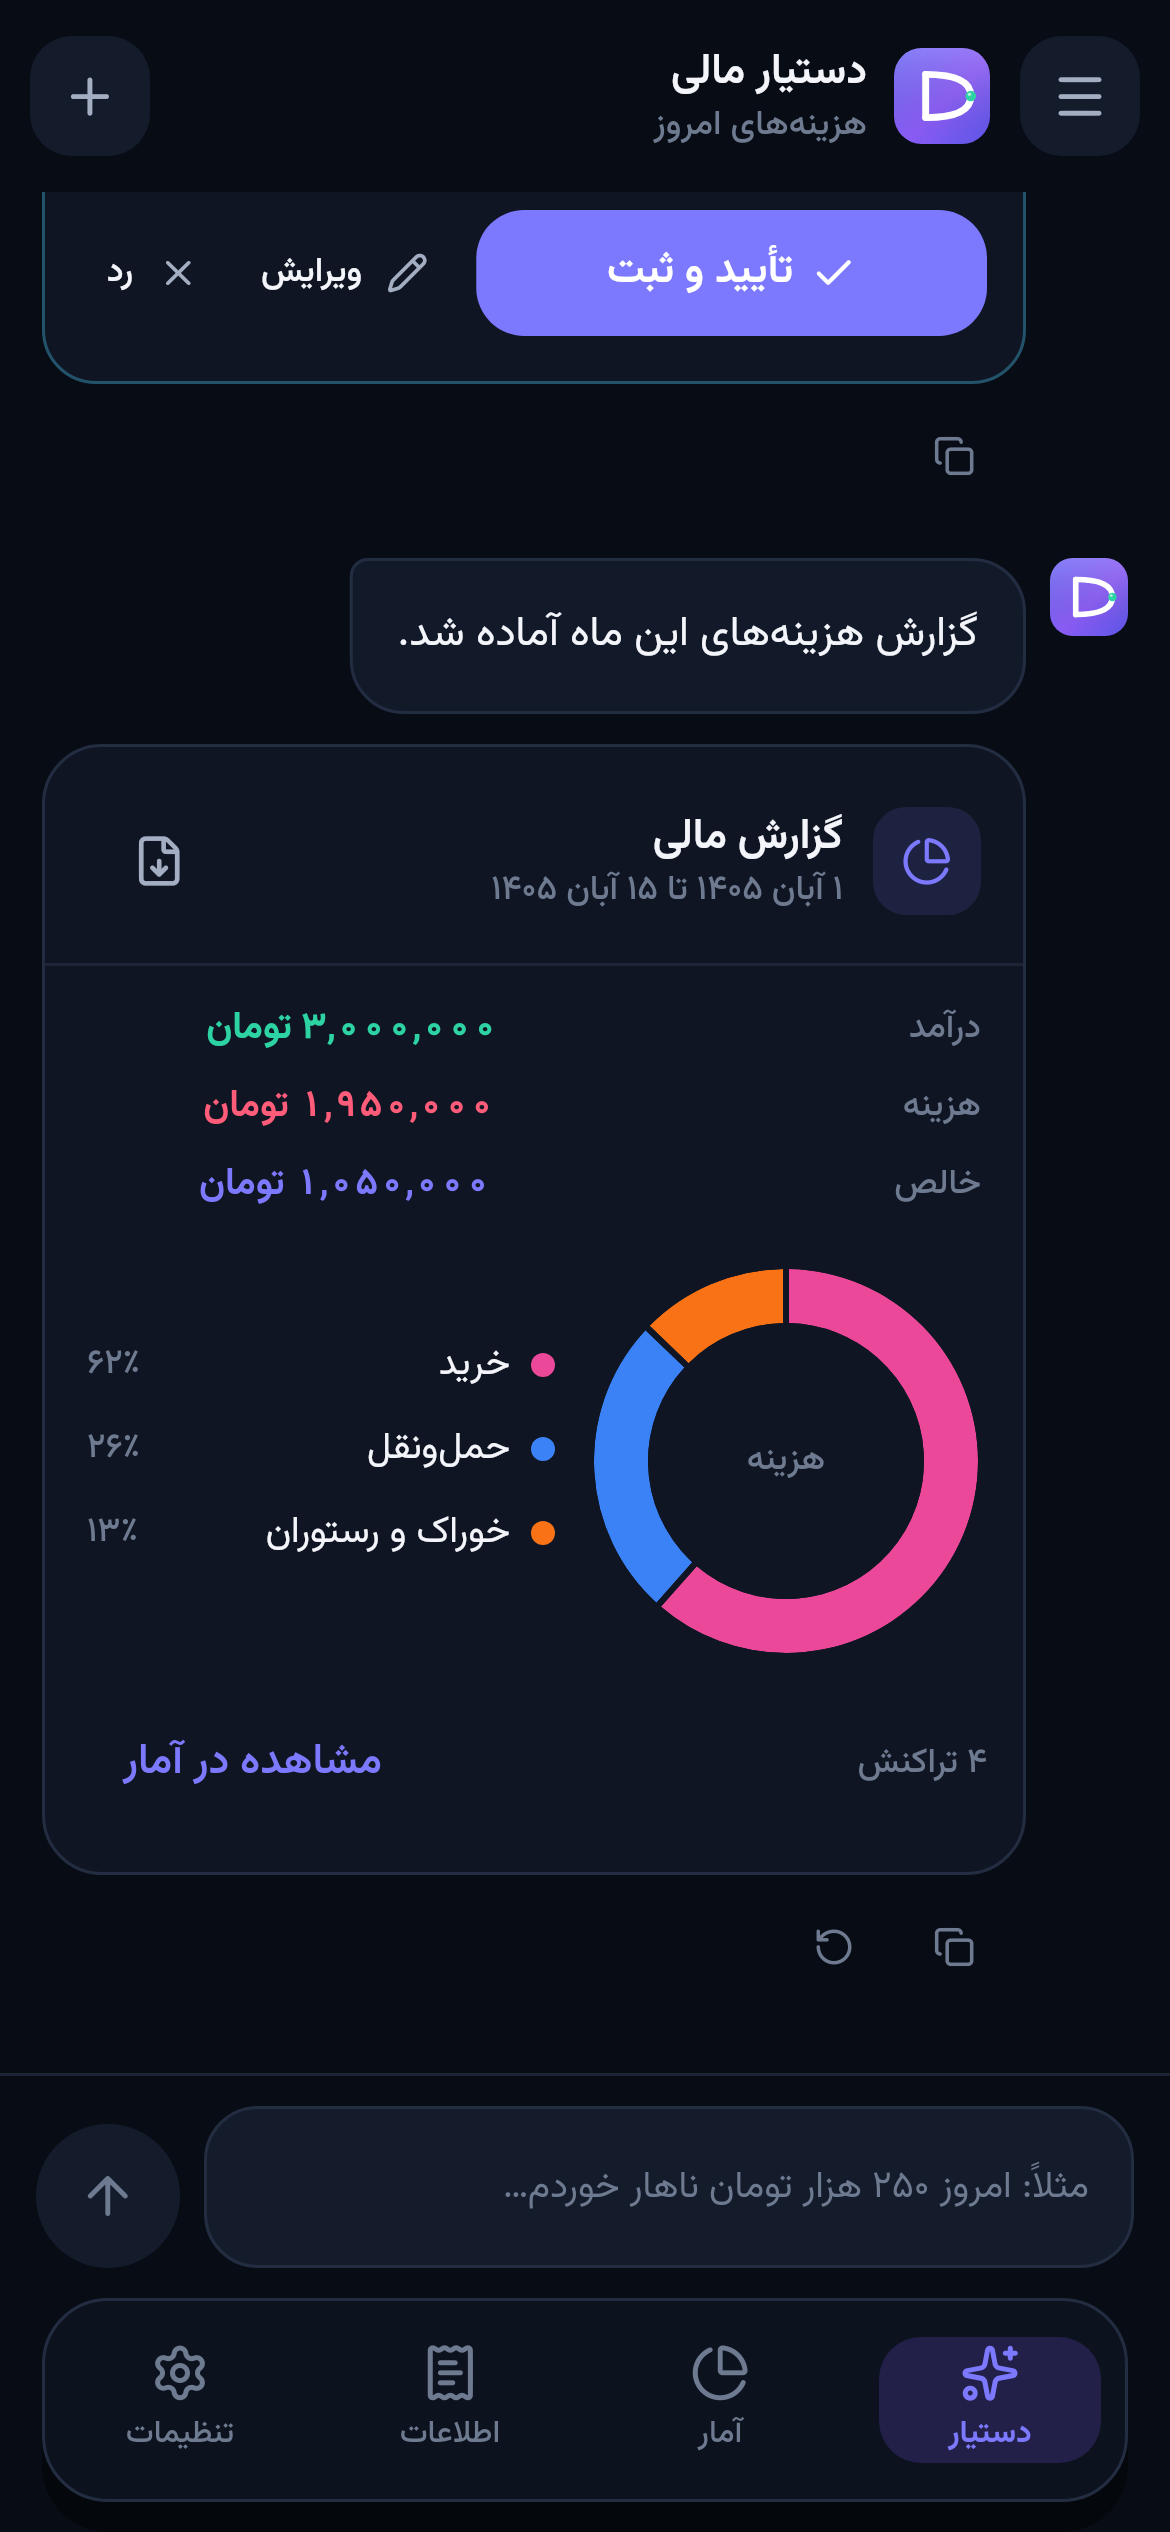 دستیار مالی
هزینه‌های امروز
تأیید و ثبت
ویرایش
رد
گزارش هزینه‌های این ماه آماده شد.
گزارش مالی
۱ آبان ۱۴۰۵ تا ۱۵ آبان ۱۴۰۵
درآمد
۳,۰۰۰,۰۰۰ تومان
هزینه
۱,۹۵۰,۰۰۰ تومان
خالص
۱,۰۵۰,۰۰۰ تومان
هزینه
خرید
۶۲٪
حمل‌ونقل
۲۶٪
خوراک و رستوران
۱۳٪
۴ تراکنش
مشاهده در آمار
مثلاً: امروز ۲۵۰ هزار تومان ناهار خوردم...
دستیار
آمار
اطلاعات
تنظیمات